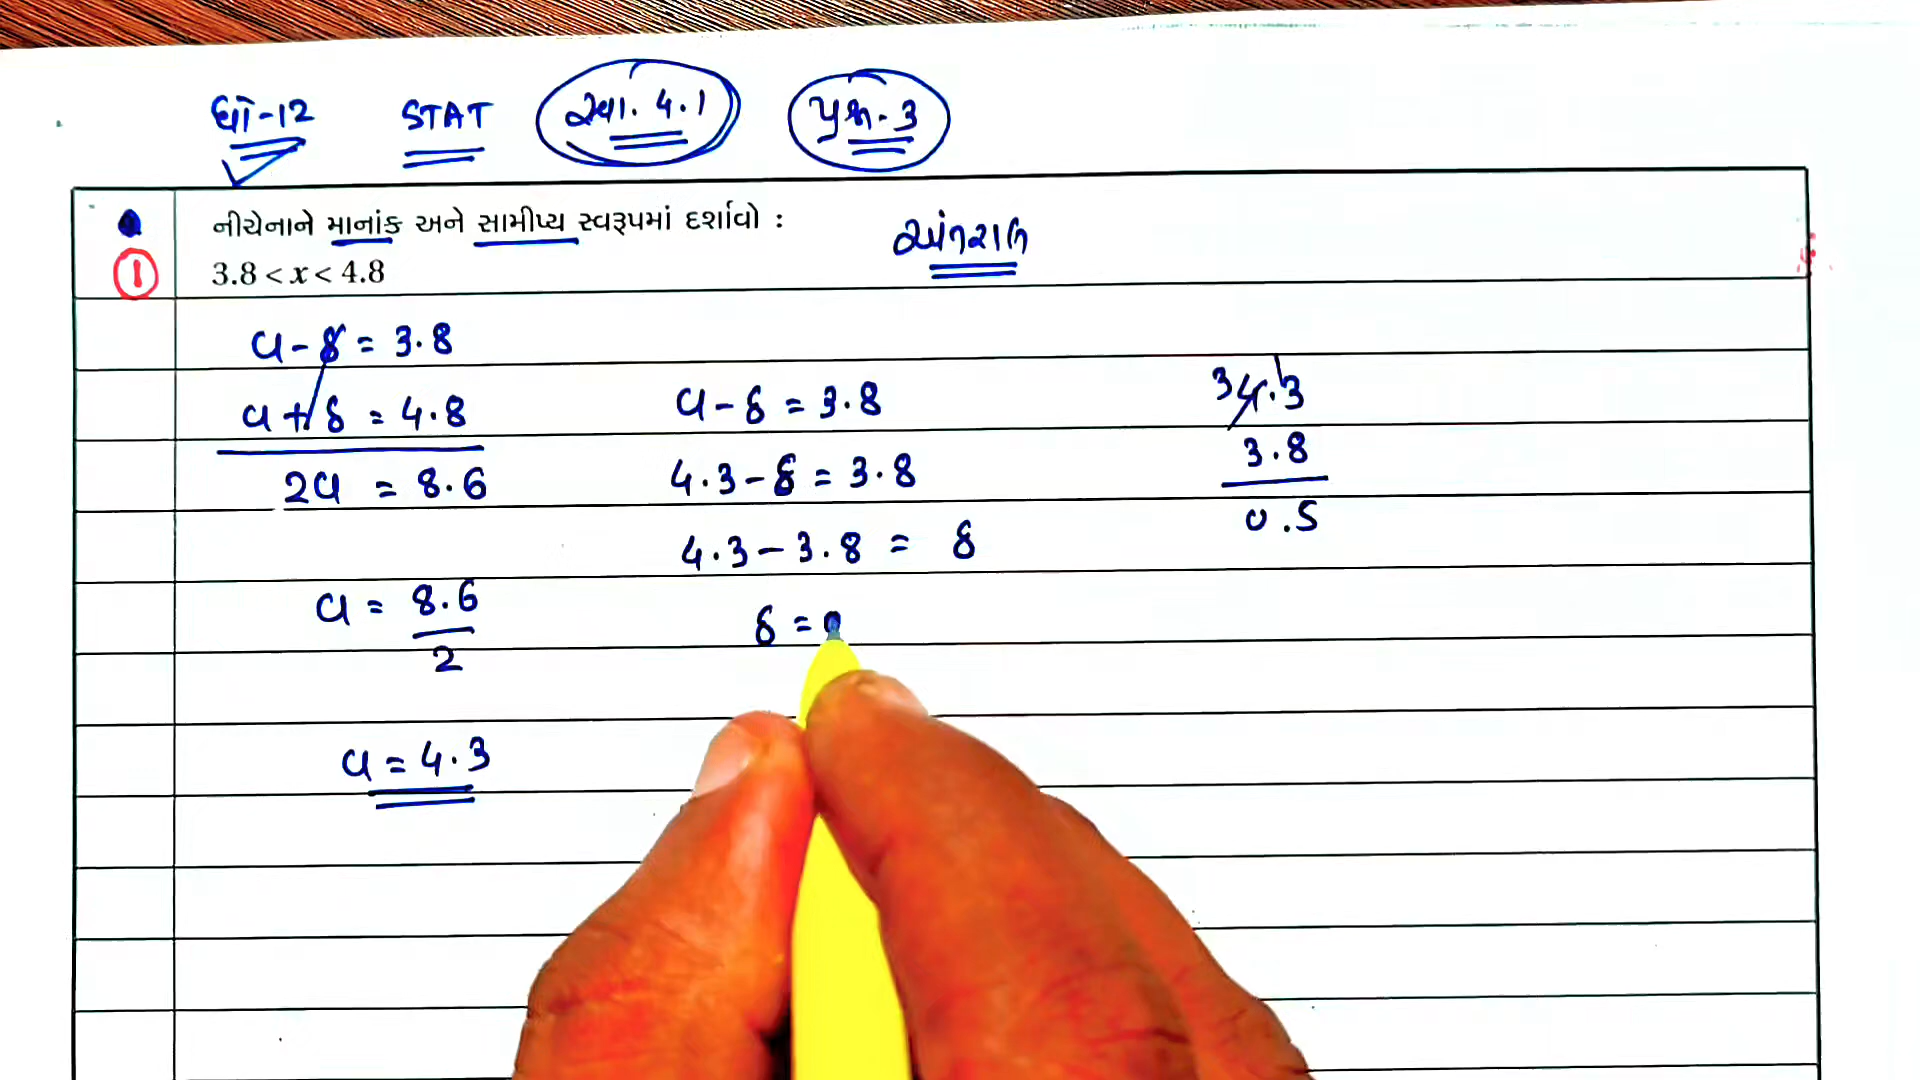 ધો-12 STAT સ્વા. 4.1 પ્રશ્ન-3
નીચેનાને માનાંક અને સામીપ્ય સ્વરૂપમાં દર્શાવો :
અંતરાલ
1
3.8 < x < 4.8
a - δ = 3.8
a + δ = 4.8
2a = 8.6
a = 8.6
2
a = 4.3
a - δ = 3.8
4.3 - δ = 3.8
4.3 - 3.8 = δ
δ = 0
3 4.3
3.8
0.5